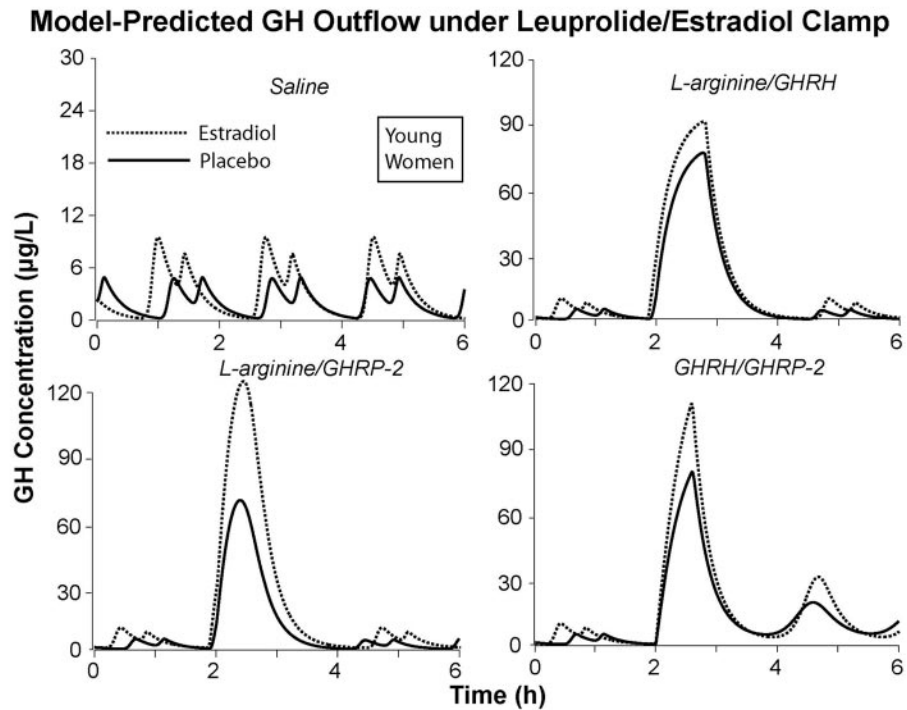 Model-Predicted GH Outflow under Leuprolide/Estradiol Clamp
GH Concentration (µg/L)
Saline
30
24
18
12
6
0
Estradiol
Placebo
Young
Women
0 2 4 6
L-arginine/GHRH
120
90
60
30
0
0 2 4 6
L-arginine/GHRP-2
120
90
60
30
0
0 2 4 6
GHRH/GHRP-2
120
90
60
30
0
0 2 4 6
Time (h)